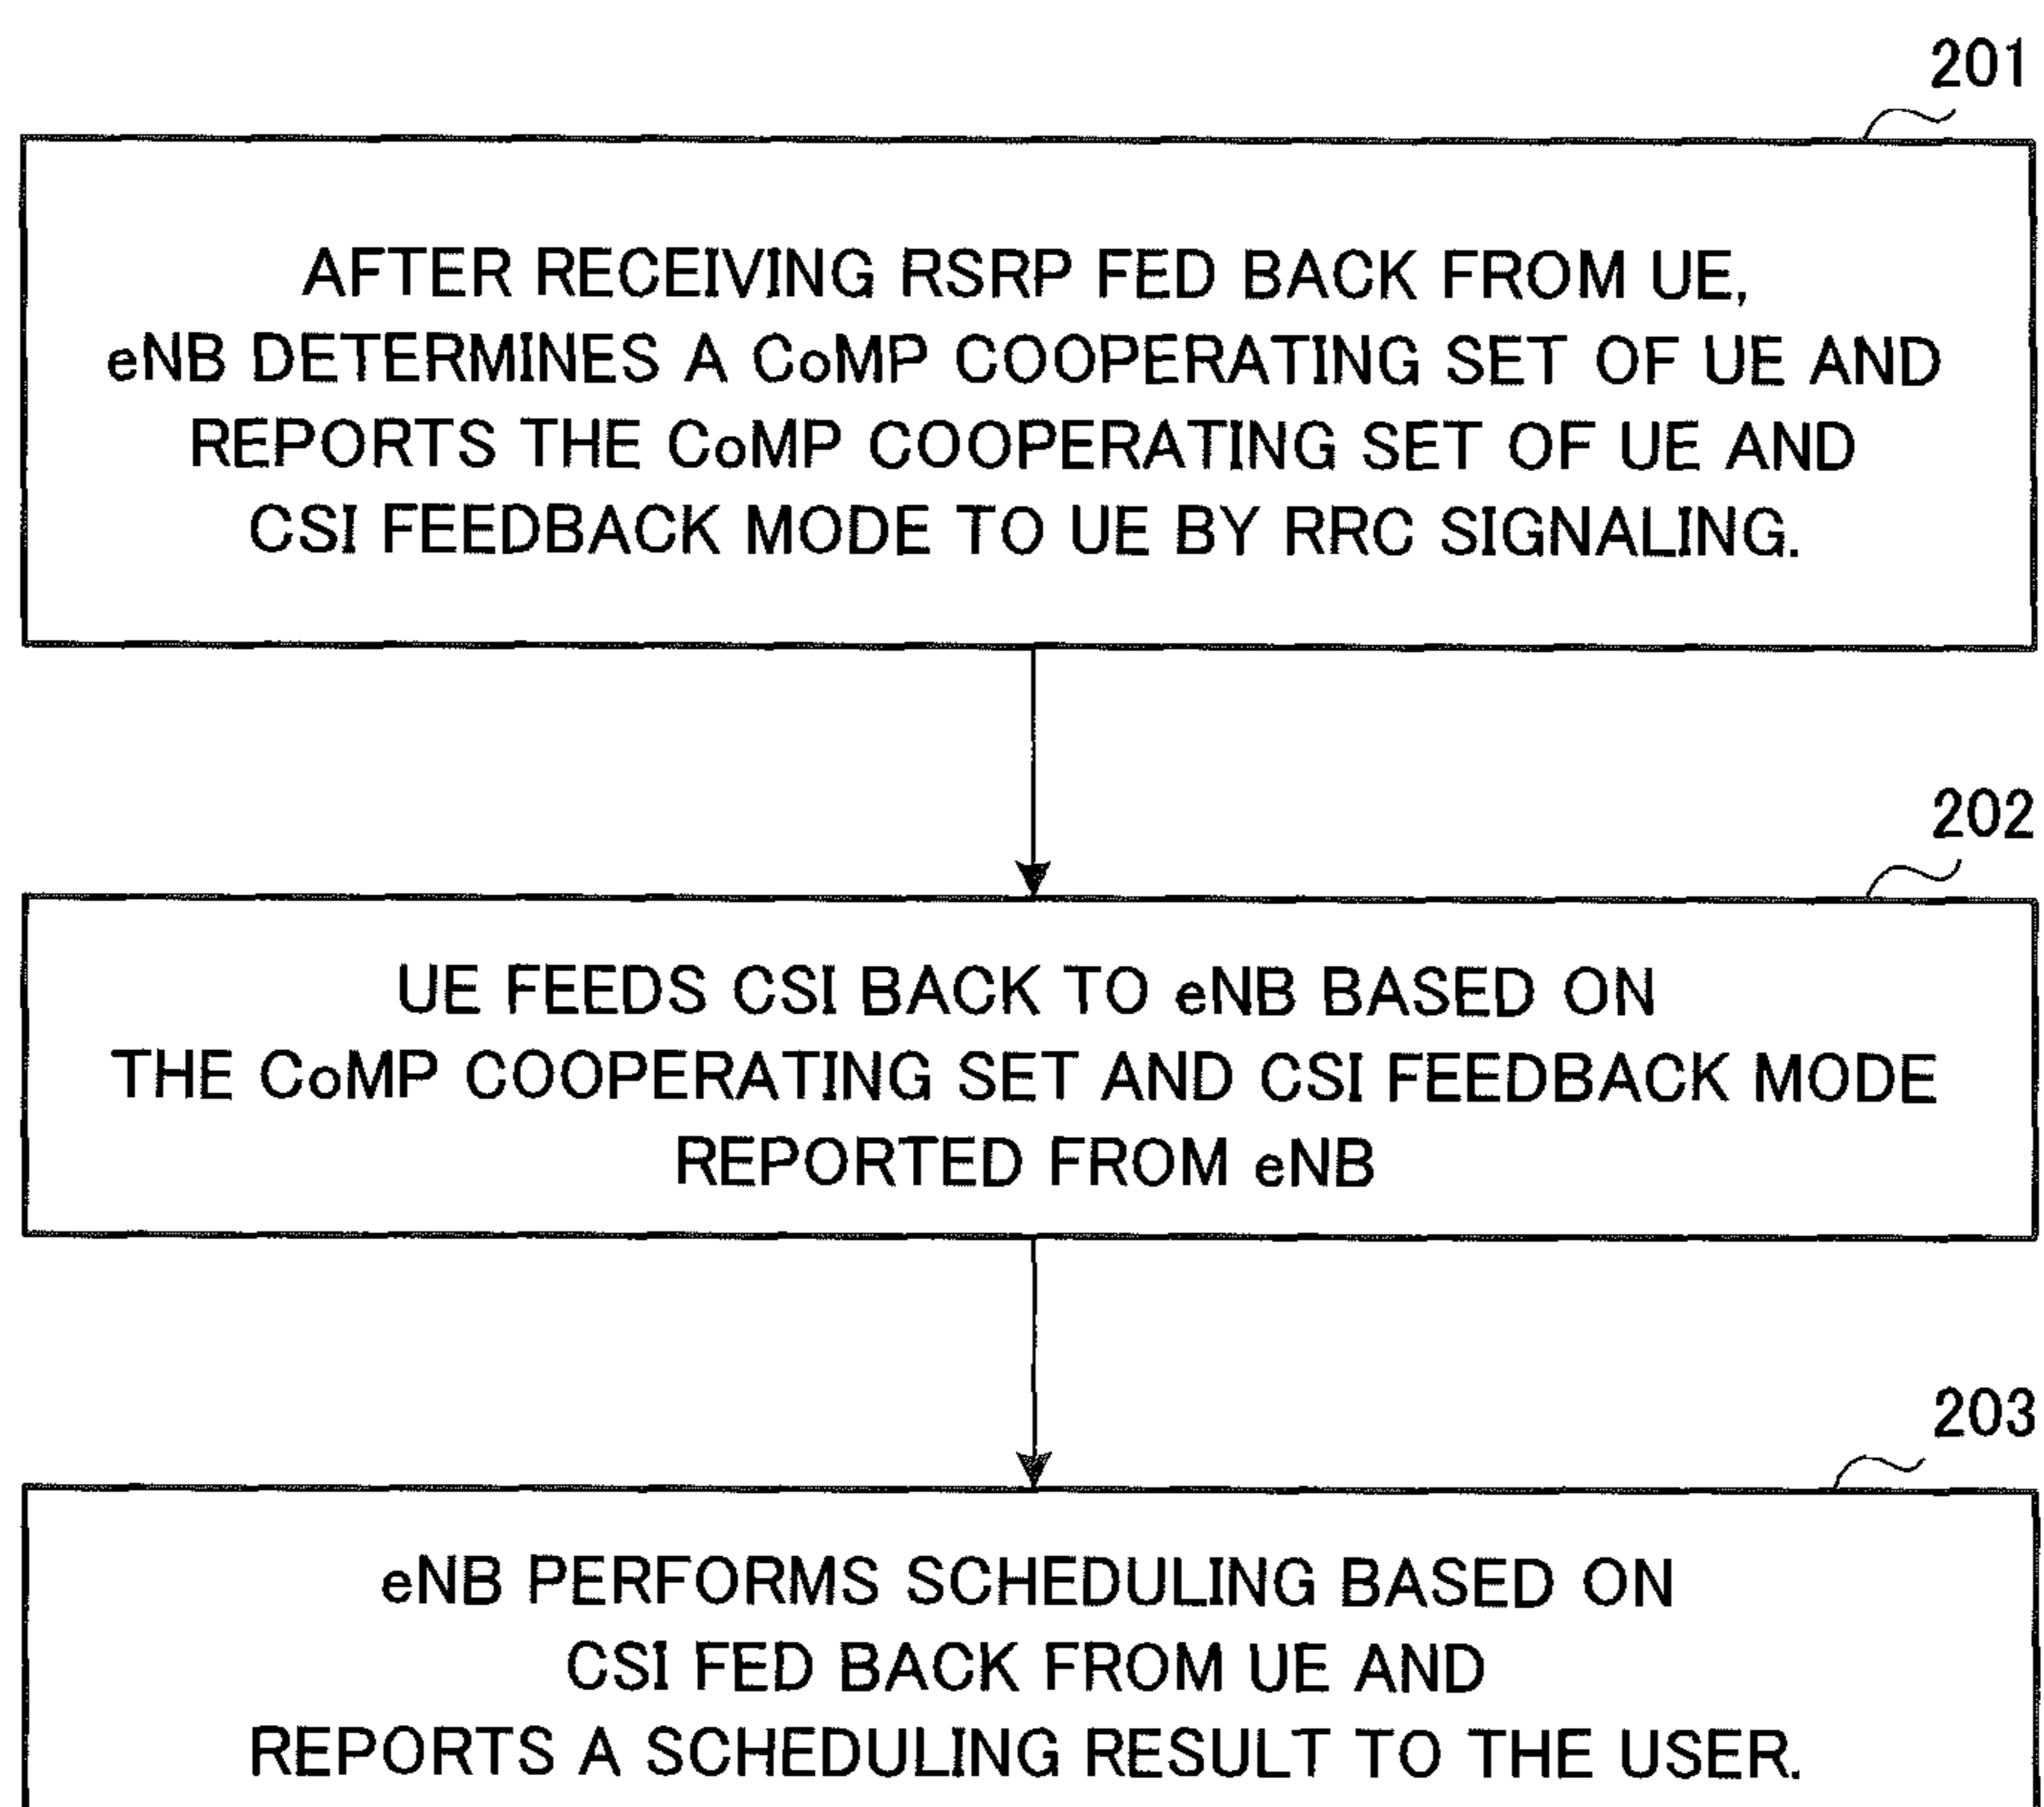 201
AFTER RECEIVING RSRP FED BACK FROM UE,
eNB DETERMINES A CoMP COOPERATING SET OF UE AND
REPORTS THE CoMP COOPERATING SET OF UE AND
CSI FEEDBACK MODE TO UE BY RRC SIGNALING.
202
UE FEEDS CSI BACK TO eNB BASED ON
THE CoMP COOPERATING SET AND CSI FEEDBACK MODE
REPORTED FROM eNB
203
eNB PERFORMS SCHEDULING BASED ON
CSI FED BACK FROM UE AND
REPORTS A SCHEDULING RESULT TO THE USER.